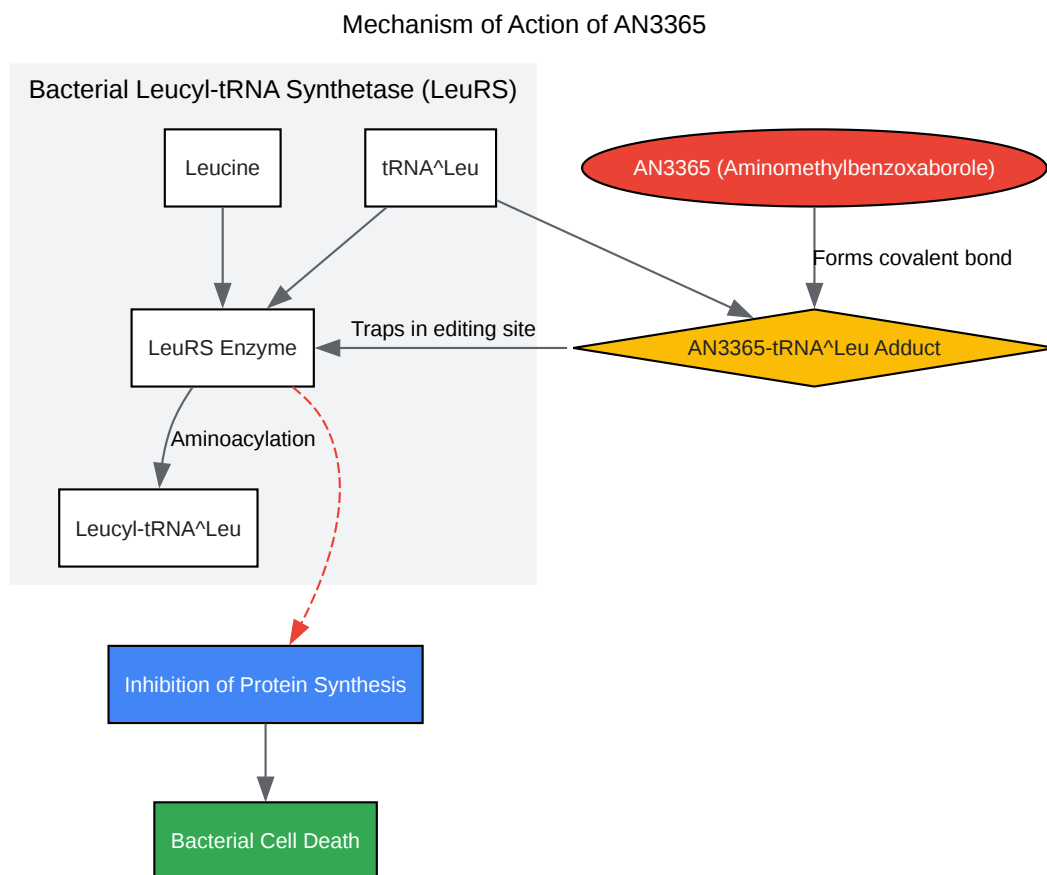 Mechanism of Action of AN3365
Bacterial Leucyl-tRNA Synthetase (LeuRS)
Leucine
tRNA^Leu
AN3365 (Aminomethylbenzoxaborole)
Forms covalent bond
Traps in editing site
LeuRS Enzyme
AN3365-tRNA^Leu Adduct
Aminoacylation
Leucyl-tRNA^Leu
Inhibition of Protein Synthesis
Bacterial Cell Death